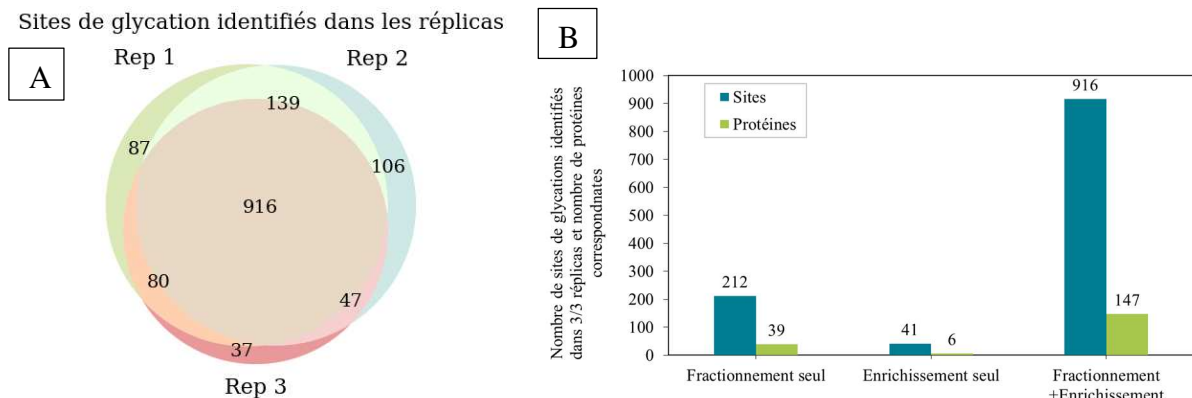 Sites de glycation identifiés dans les réplicas
A
Rep 1
Rep 2
139
87
106
916
80
47
37
Rep 3
B
Nombre de sites de glycations identifiés
dans 3/3 réplicas et nombre de protéines
correspondnates
1000
900
800
700
600
500
400
300
200
100
0
Sites
Protéines
212
39
41
6
916
147
Fractionnement seul
Enrichissement seul
Fractionnement
+Enrichissement